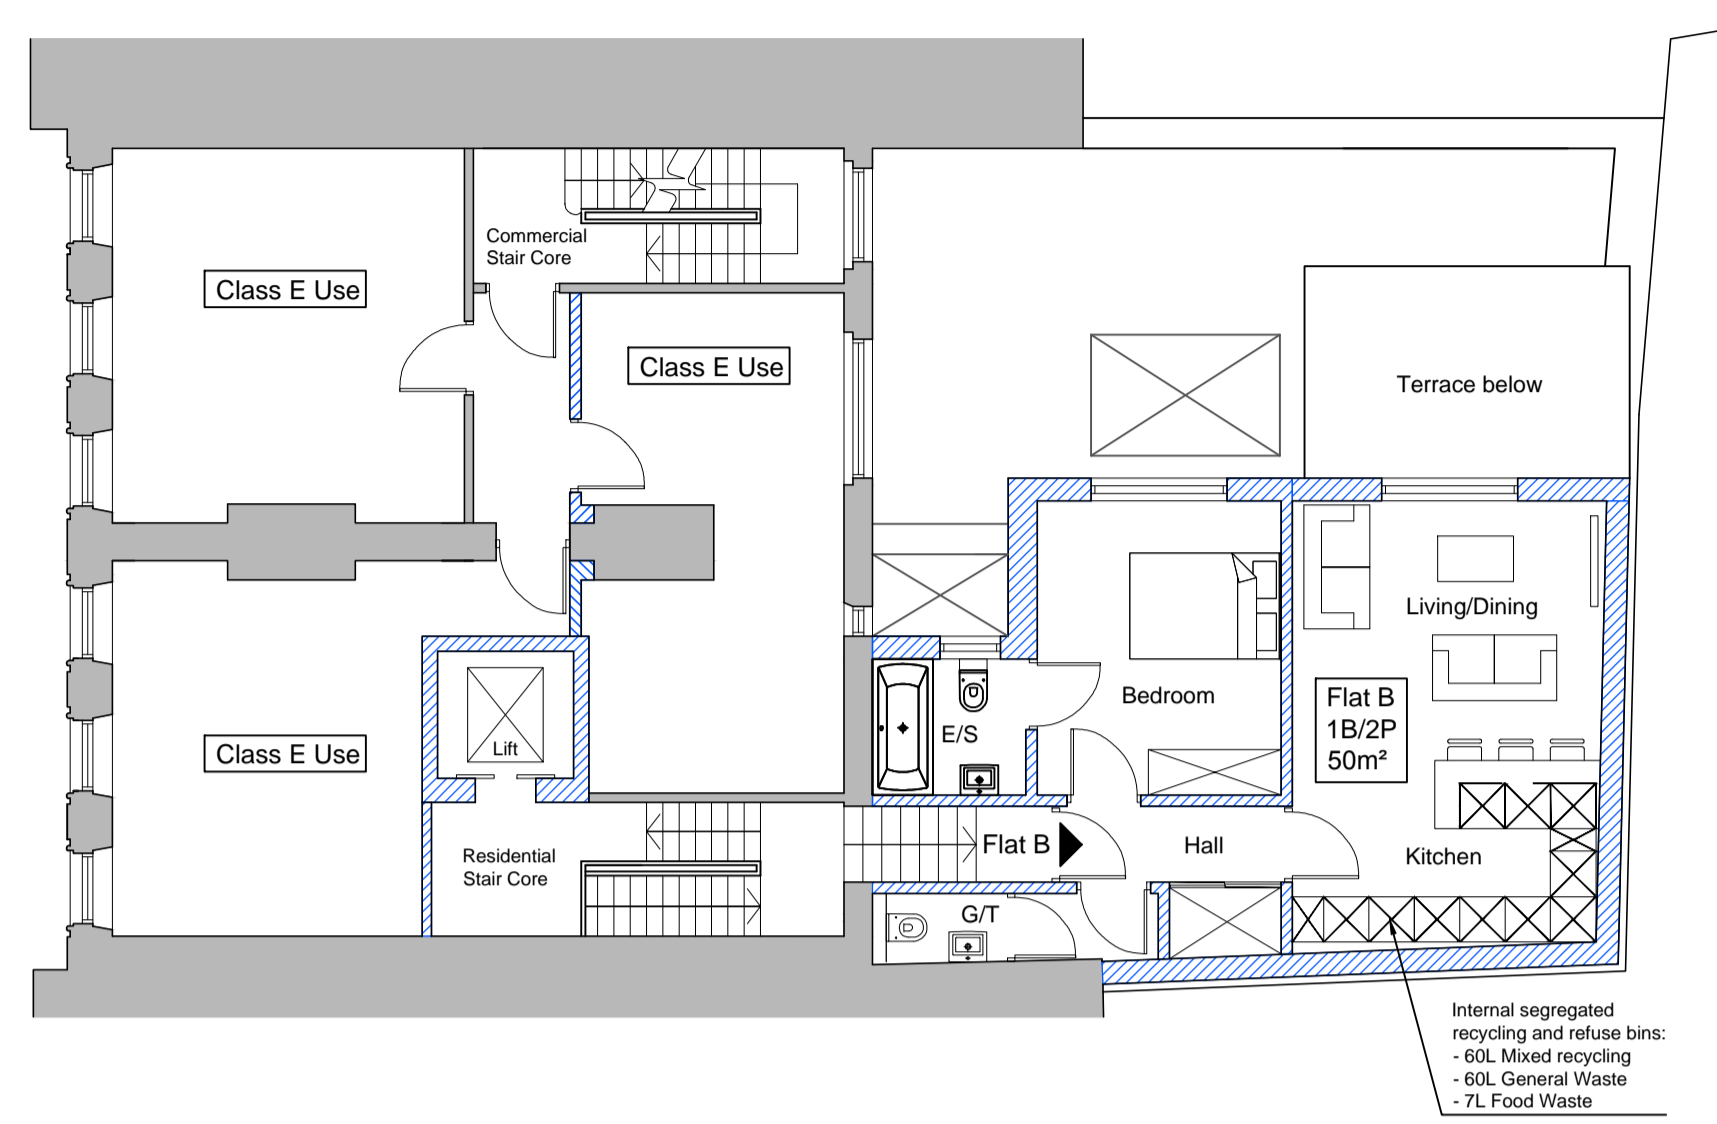 Commercial
Stair Core
Class E Use
Class E Use
Terrace below
Living/Dining
Bedroom
Flat B
1B/2P
50m²
E/S
Lift
Class E Use
Flat B
Hall
Kitchen
Residential
Stair Core
G/T
Internal segregated
recycling and refuse bins:
- 60L Mixed recycling
- 60L General Waste
- 7L Food Waste